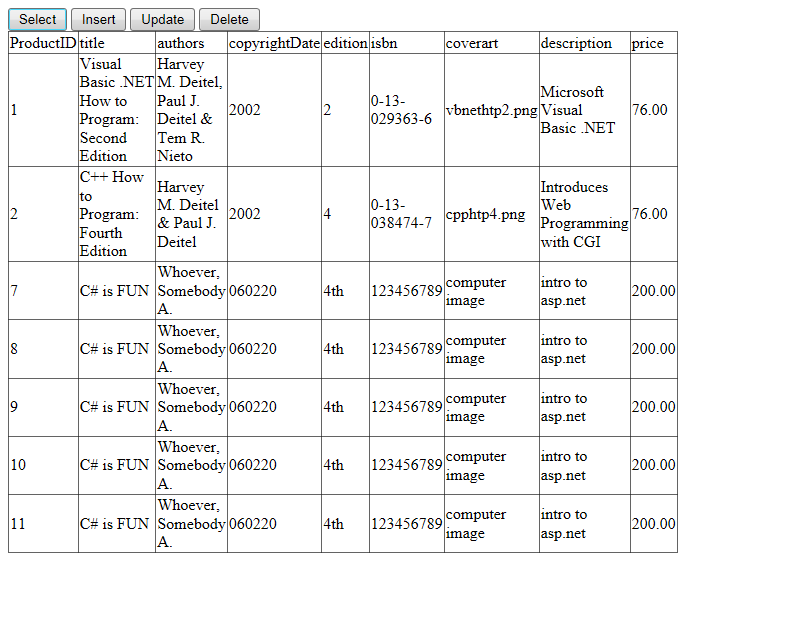 Select Insert Update Delete
ProductID title authors copyrightDate edition isbn coverart description price
1
Visual
Basic .NET
How to
Program:
Second
Edition
Harvey
M. Deitel,
Paul J.
Deitel &
Tem R.
Nieto
2002
2
0-13-
029363-6
vbnethtp2.png
Microsoft
Visual
Basic .NET
76.00
2
C++ How
to
Program:
Fourth
Edition
Harvey
M. Deitel
& Paul J.
Deitel
2002
4
0-13-
038474-7
cpphtp4.png
Introduces
Web
Programming
with CGI
76.00
7
C# is FUN
Whoever,
Somebody
A.
060220
4th
123456789
computer
image
intro to
asp.net
200.00
8
C# is FUN
Whoever,
Somebody
A.
060220
4th
123456789
computer
image
intro to
asp.net
200.00
9
C# is FUN
Whoever,
Somebody
A.
060220
4th
123456789
computer
image
intro to
asp.net
200.00
10
C# is FUN
Whoever,
Somebody
A.
060220
4th
123456789
computer
image
intro to
asp.net
200.00
11
C# is FUN
Whoever,
Somebody
A.
060220
4th
123456789
computer
image
intro to
asp.net
200.00